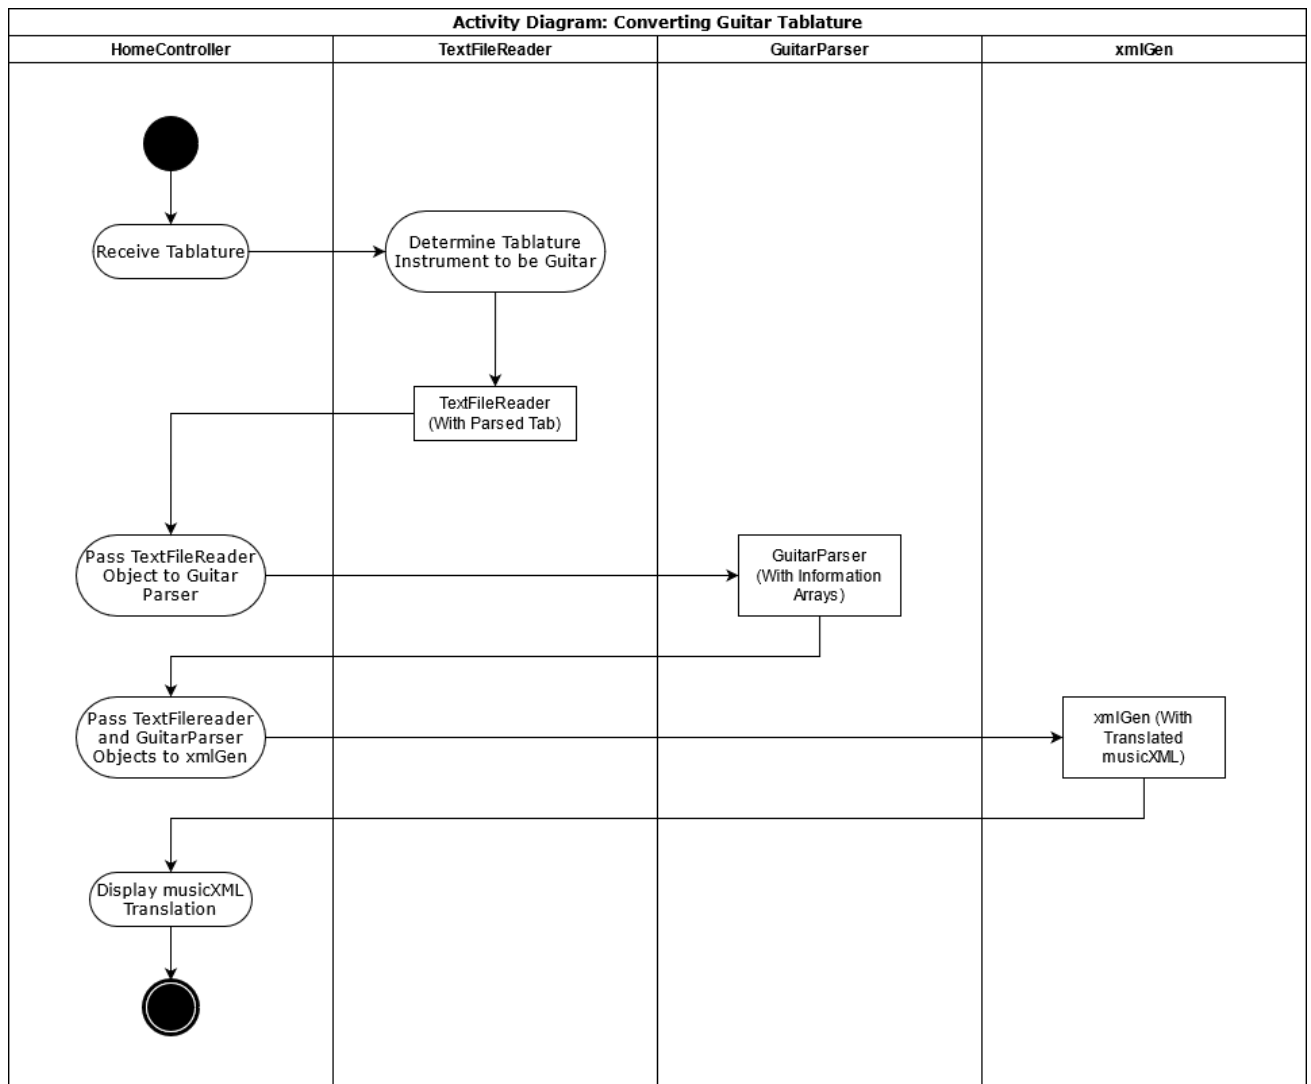 Activity Diagram: Converting Guitar Tablature
HomeController
TextFileReader
GuitarParser
xmlGen
Receive Tablature
Determine Tablature
Instrument to be Guitar
TextFileReader
(With Parsed Tab)
Pass TextFileReader
Object to Guitar
Parser
GuitarParser
(With Information
Arrays)
Pass TextFilereader
and GuitarParser
Objects to xmlGen
xmlGen (With
Translated
musicXML)
Display musicXML
Translation